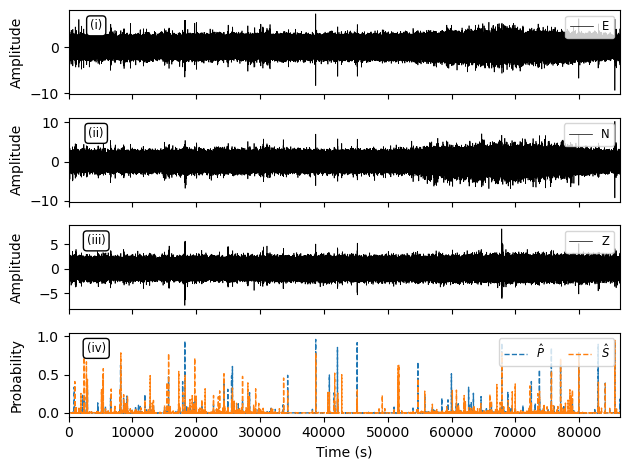 (i)
E
Amplitude
0
−10
(ii)
N
Amplitude
10
0
−10
(iii)
Z
Amplitude
5
0
−5
(iv)
P̂ Ŝ
Probability
1.0
0.5
0.0
0 10000 20000 30000 40000 50000 60000 70000 80000
Time (s)